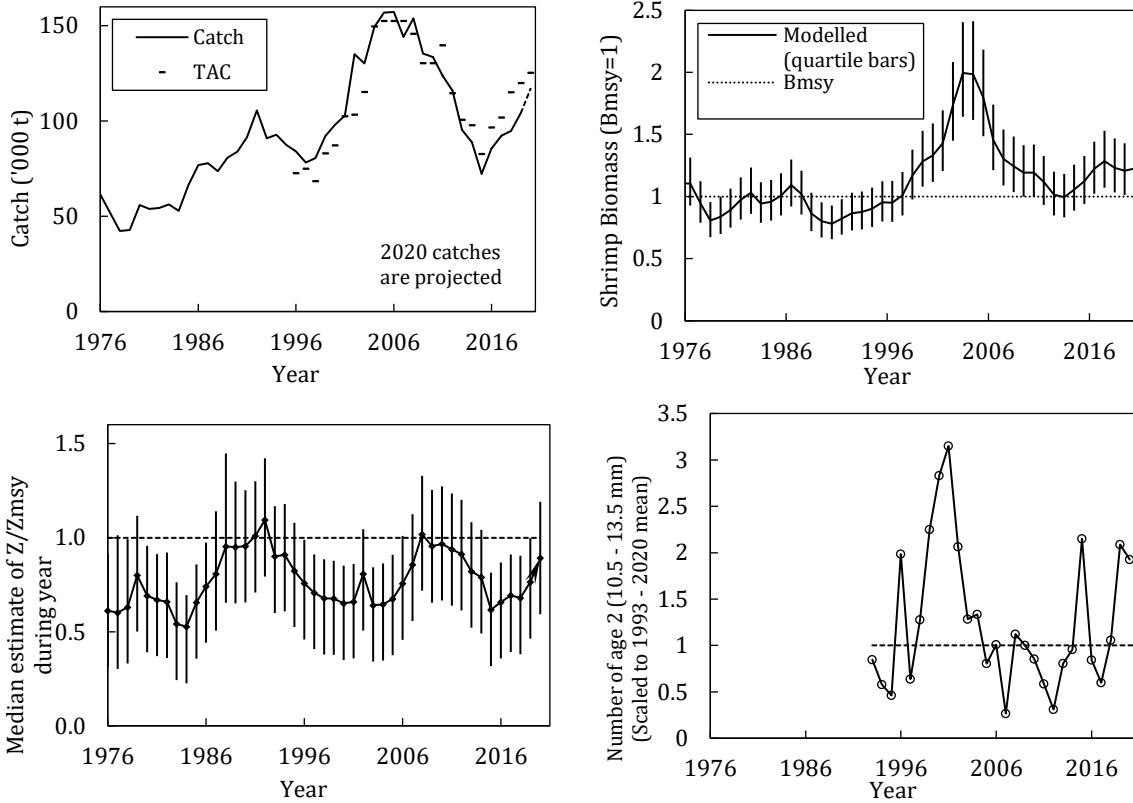 150
100
50
0
Catch ('000 t)
Catch
TAC
2020 catches
are projected
1976 1986 1996 2006 2016
Year
2.5
2
1.5
1
0.5
0
Shrimp Biomass (Bmsy=1)
Modelled
(quartile bars)
Bmsy
1976 1986 1996 2006 2016
Year
1.5
1.0
0.5
0.0
Median estimate of Z/Zmsy
during year
1976 1986 1996 2006 2016
Year
3.5
3
2.5
2
1.5
1
0.5
0
Number of age 2 (10.5 - 13.5 mm)
(Scaled to 1993 - 2020 mean)
1976 1986 1996 2006 2016
Year